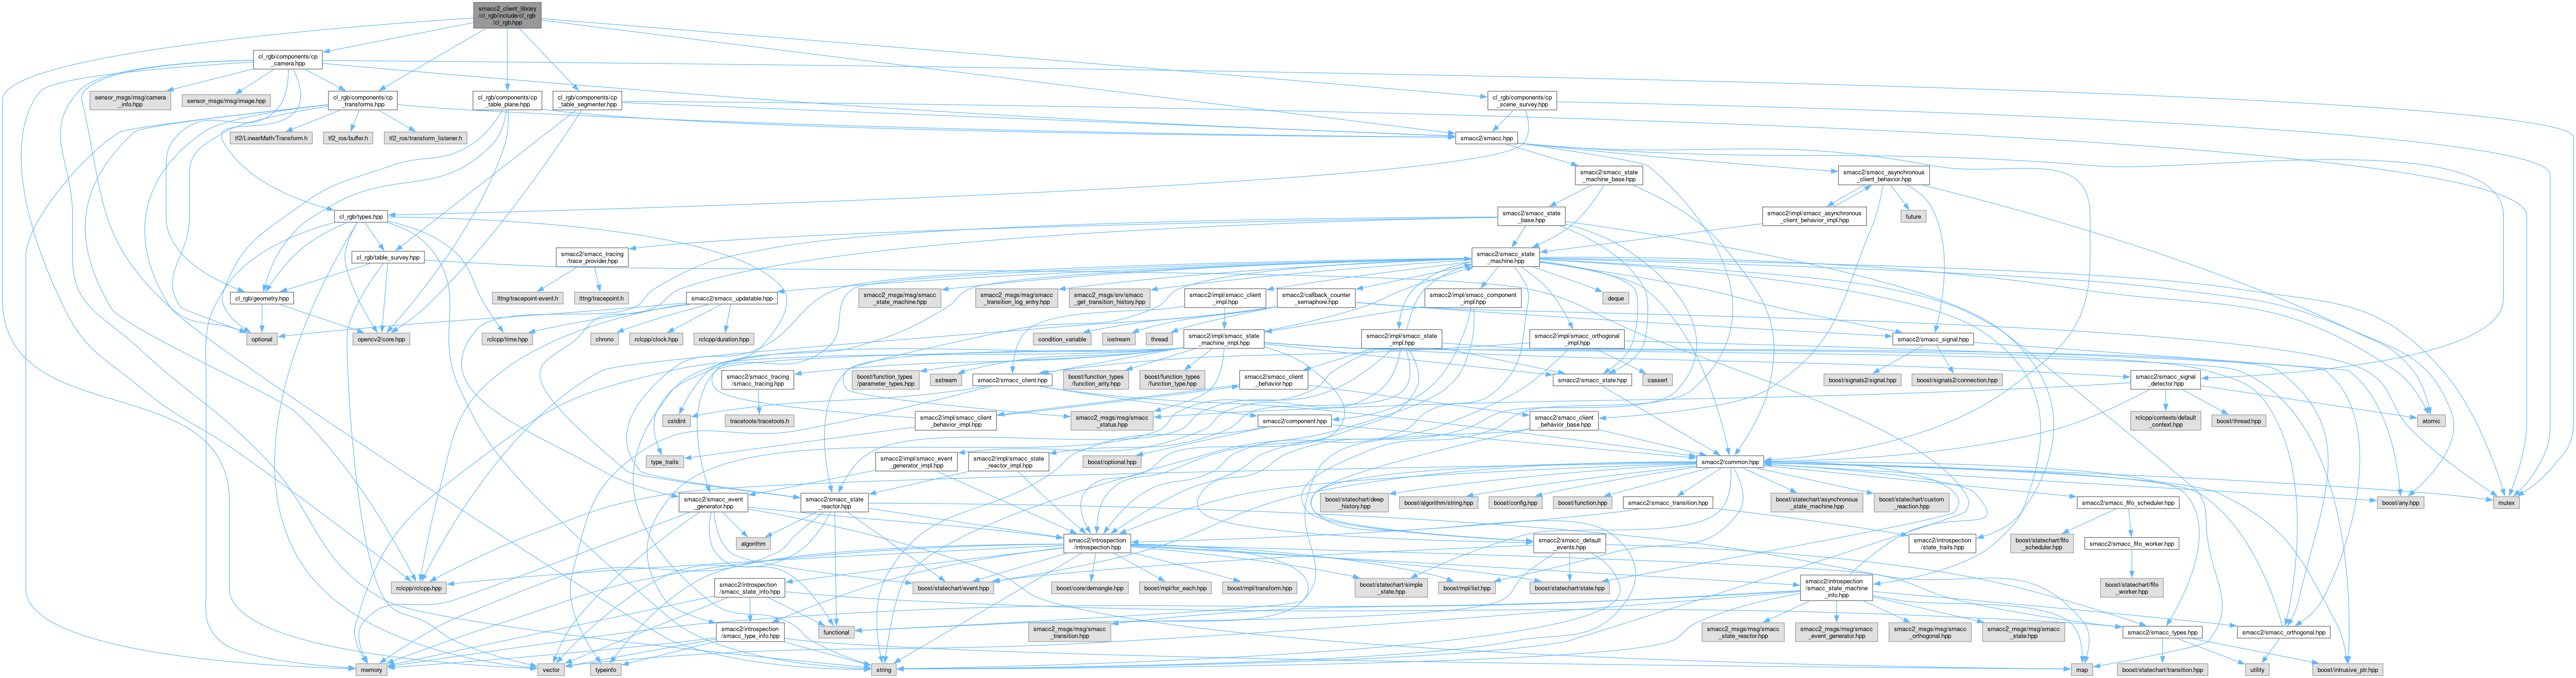 smacc2_client_library
/cl_rgb/include/cl_rgb
/cl_rgb.hpp
cl_rgb/components/cp
_camera.hpp
sensor_msgs/msg/camera
_info.hpp
sensor_msgs/msg/image.hpp
cl_rgb/components/cp
_transforms.hpp
cl_rgb/components/cp
_table_plane.hpp
cl_rgb/components/cp
_table_segmenter.hpp
cl_rgb/components/cp
_scene_survey.hpp
tf2/LinearMath/Transform.h
tf2_ros/buffer.h
tf2_ros/transform_listener.h
smacc2/smacc.hpp
smacc2/smacc_state
_machine_base.hpp
smacc2/smacc_asynchronous
_client_behavior.hpp
cl_rgb/types.hpp
smacc2/smacc_state
_base.hpp
smacc2/impl/smacc_asynchronous
_client_behavior_impl.hpp
future
cl_rgb/table_survey.hpp
smacc2/smacc_tracing
/trace_provider.hpp
smacc2/smacc_state
_machine.hpp
cl_rgb/geometry.hpp
lttng/tracepoint-event.h
lttng/tracepoint.h
smacc2/smacc_updatable.hpp
smacc2_msgs/msg/smacc
_state_machine.hpp
smacc2_msgs/msg/smacc
_transition_log_entry.hpp
smacc2_msgs/srv/smacc
_get_transition_history.hpp
smacc2/impl/smacc_client
_impl.hpp
smacc2/callback_counter
_semaphore.hpp
smacc2/impl/smacc_component
_impl.hpp
deque
optional
opencv2/core.hpp
rclcpp/time.hpp
chrono
rclcpp/clock.hpp
rclcpp/duration.hpp
condition_variable
iostream
thread
smacc2/impl/smacc_state
_machine_impl.hpp
smacc2/impl/smacc_state
_impl.hpp
smacc2/impl/smacc_orthogonal
_impl.hpp
smacc2/smacc_signal.hpp
smacc2/smacc_tracing
/smacc_tracing.hpp
boost/function_types
/parameter_types.hpp
sstream
smacc2/smacc_client.hpp
boost/function_types
/function_arity.hpp
boost/function_types
/function_type.hpp
smacc2/smacc_client
_behavior.hpp
smacc2/smacc_state.hpp
cassert
boost/signals2/signal.hpp
boost/signals2/connection.hpp
smacc2/smacc_signal
_detector.hpp
cstdint
tracetools/tracetools.h
smacc2/impl/smacc_client
_behavior_impl.hpp
smacc2_msgs/msg/smacc
_status.hpp
smacc2/component.hpp
smacc2/smacc_client
_behavior_base.hpp
rclcpp/contexts/default
_context.hpp
boost/thread.hpp
atomic
type_traits
smacc2/impl/smacc_event
_generator_impl.hpp
smacc2/impl/smacc_state
_reactor_impl.hpp
boost/optional.hpp
smacc2/common.hpp
smacc2/smacc_event
_generator.hpp
smacc2/smacc_state
_reactor.hpp
boost/statechart/deep
_history.hpp
boost/algorithm/string.hpp
boost/config.hpp
boost/function.hpp
smacc2/smacc_transition.hpp
boost/statechart/asynchronous
_state_machine.hpp
boost/statechart/custom
_reaction.hpp
smacc2/smacc_fifo_scheduler.hpp
boost/any.hpp
mutex
algorithm
smacc2/introspection
/introspection.hpp
smacc2/smacc_default
_events.hpp
smacc2/introspection
/state_traits.hpp
boost/statechart/fifo
_scheduler.hpp
smacc2/smacc_fifo_worker.hpp
rclcpp/rclcpp.hpp
smacc2/introspection
/smacc_state_info.hpp
boost/statechart/event.hpp
boost/core/demangle.hpp
boost/mpl/for_each.hpp
boost/mpl/transform.hpp
boost/statechart/simple
_state.hpp
boost/mpl/list.hpp
boost/statechart/state.hpp
smacc2/introspection
/smacc_state_machine
_info.hpp
boost/statechart/fifo
_worker.hpp
smacc2/introspection
/smacc_type_info.hpp
functional
smacc2_msgs/msg/smacc
_transition.hpp
smacc2_msgs/msg/smacc
_state_reactor.hpp
smacc2_msgs/msg/smacc
_event_generator.hpp
smacc2_msgs/msg/smacc
_orthogonal.hpp
smacc2_msgs/msg/smacc
_state.hpp
smacc2/smacc_types.hpp
smacc2/smacc_orthogonal.hpp
memory
vector
typeinfo
string
map
boost/statechart/transition.hpp
utility
boost/intrusive_ptr.hpp